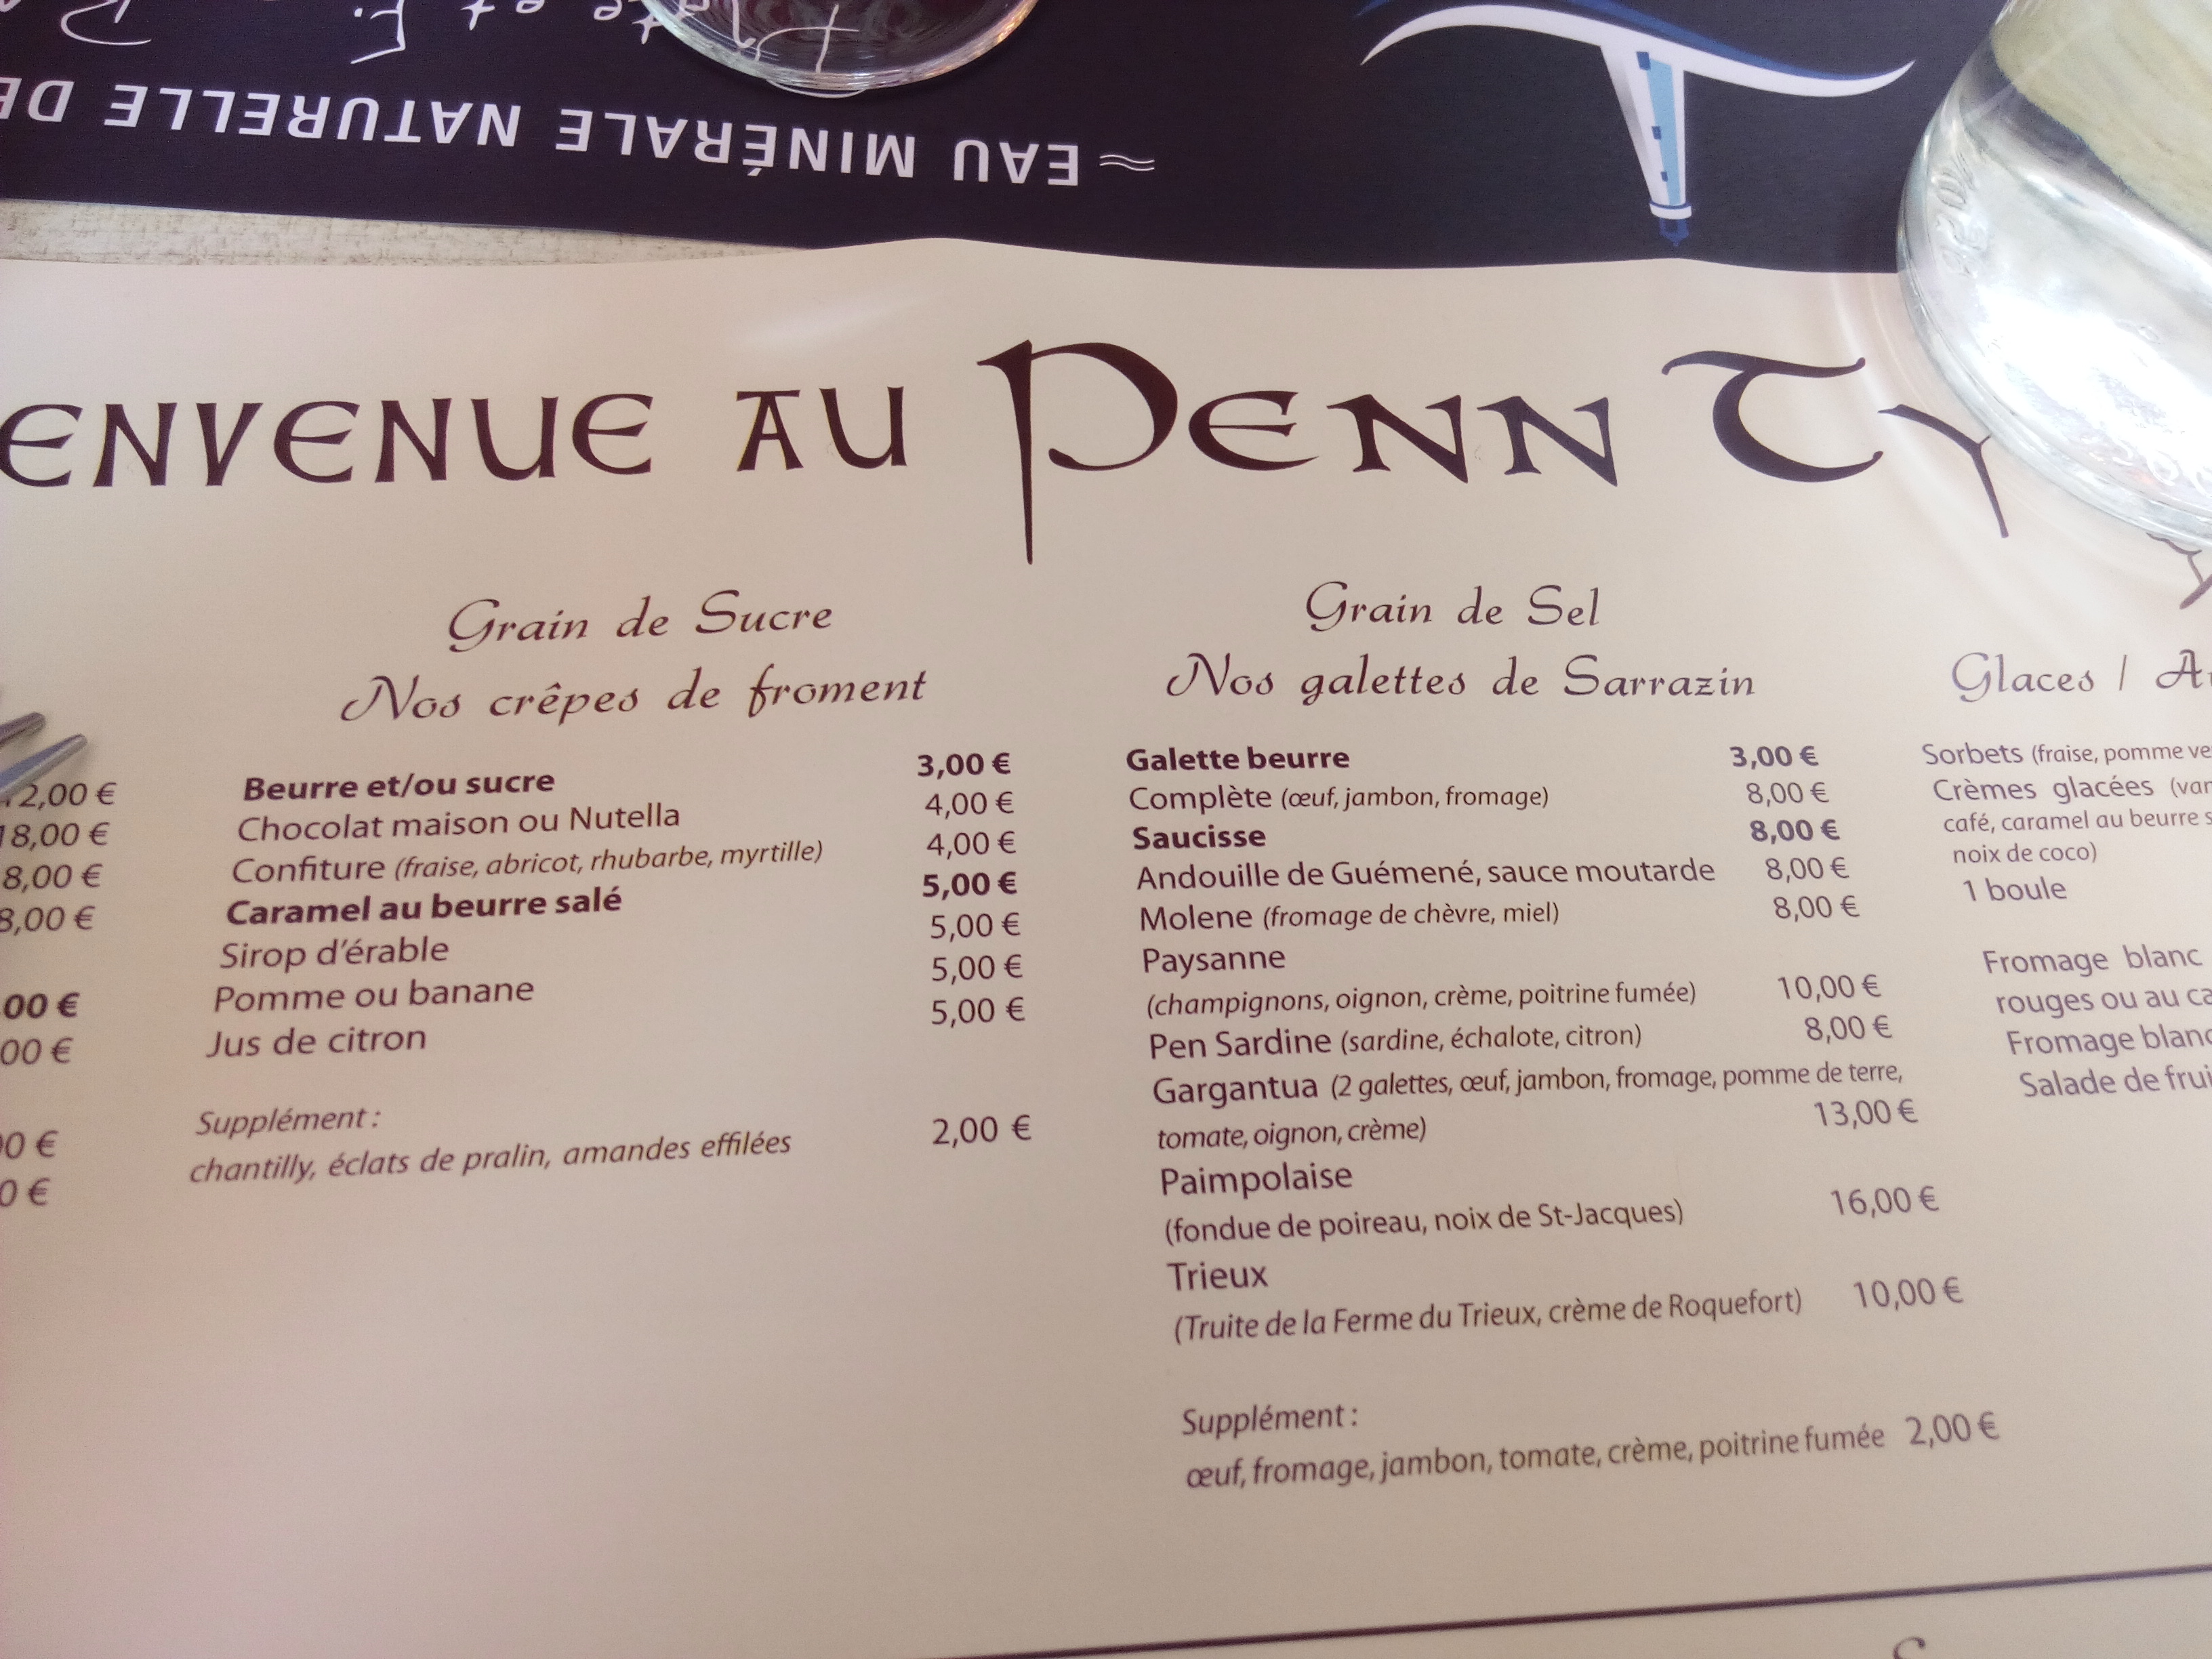 EAU MINÉRALE NATURELLE DE
ENVENUE AU PENN TY
12,00 €
18,00 €
8,00 €
8,00 €
,00 €
,00 €
00 €
0 €
Grain de Sucre
Nos crêpes de froment
Beurre et/ou sucre 3,00 €
Chocolat maison ou Nutella 4,00 €
Confiture (fraise, abricot, rhubarbe, myrtille) 4,00 €
Caramel au beurre salé 5,00 €
Sirop d'érable 5,00 €
Pomme ou banane 5,00 €
Jus de citron 5,00 €
Supplément :
chantilly, éclats de pralin, amandes effilées 2,00 €
Grain de Sel
Nos galettes de Sarrazin
Galette beurre 3,00 €
Complète (œuf, jambon, fromage) 8,00 €
Saucisse 8,00 €
Andouille de Guémené, sauce moutarde 8,00 €
Molene (fromage de chèvre, miel) 8,00 €
Paysanne
(champignons, oignon, crème, poitrine fumée) 10,00 €
Pen Sardine (sardine, échalote, citron) 8,00 €
Gargantua (2 galettes, œuf, jambon, fromage, pomme de terre,
tomate, oignon, crème) 13,00 €
Paimpolaise
(fondue de poireau, noix de St-Jacques) 16,00 €
Trieux
(Truite de la Ferme du Trieux, crème de Roquefort) 10,00 €
Supplément :
œuf, fromage, jambon, tomate, crème, poitrine fumée 2,00 €
Glaces /
Sorbets (fraise, pomme ve
Crèmes glacées (van
café, caramel au beurre s
noix de coco)
1 boule
Fromage blanc
rouges ou au ca
Fromage blanc
Salade de frui